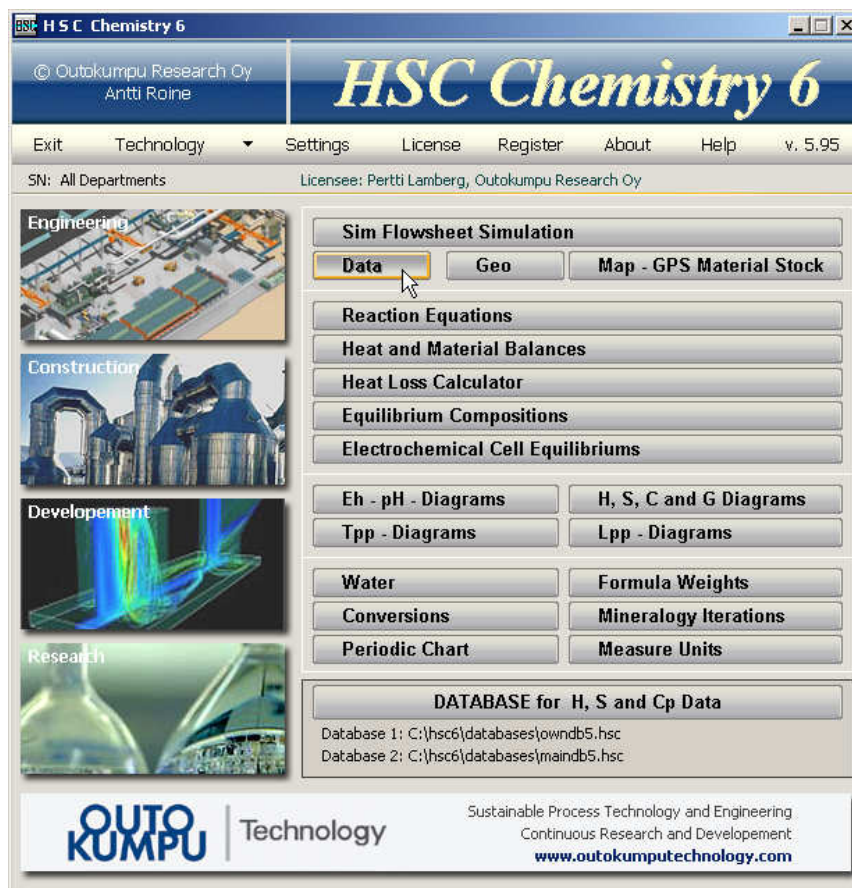 HSC H S C Chemistry 6
© Outokumpu Research Oy
Antti Roine
HSC Chemistry 6
Exit Technology Settings License Register About Help v. 5.95
SN: All Departments Licensee: Pertti Lamberg, Outokumpu Research Oy
Engineering
Construction
Developement
Research
Sim Flowsheet Simulation
Data Geo Map - GPS Material Stock
Reaction Equations
Heat and Material Balances
Heat Loss Calculator
Equilibrium Compositions
Electrochemical Cell Equilibriums
Eh - pH - Diagrams H, S, C and G Diagrams
Tpp - Diagrams Lpp - Diagrams
Water Formula Weights
Conversions Mineralogy Iterations
Periodic Chart Measure Units
DATABASE for H, S and Cp Data
Database 1: C:\hsc6\databases\owndb5.hsc
Database 2: C:\hsc6\databases\maindb5.hsc
OUTO
KUMPU
Technology
Sustainable Process Technology and Engineering
Continuous Research and Developement
www.outokumputechnology.com